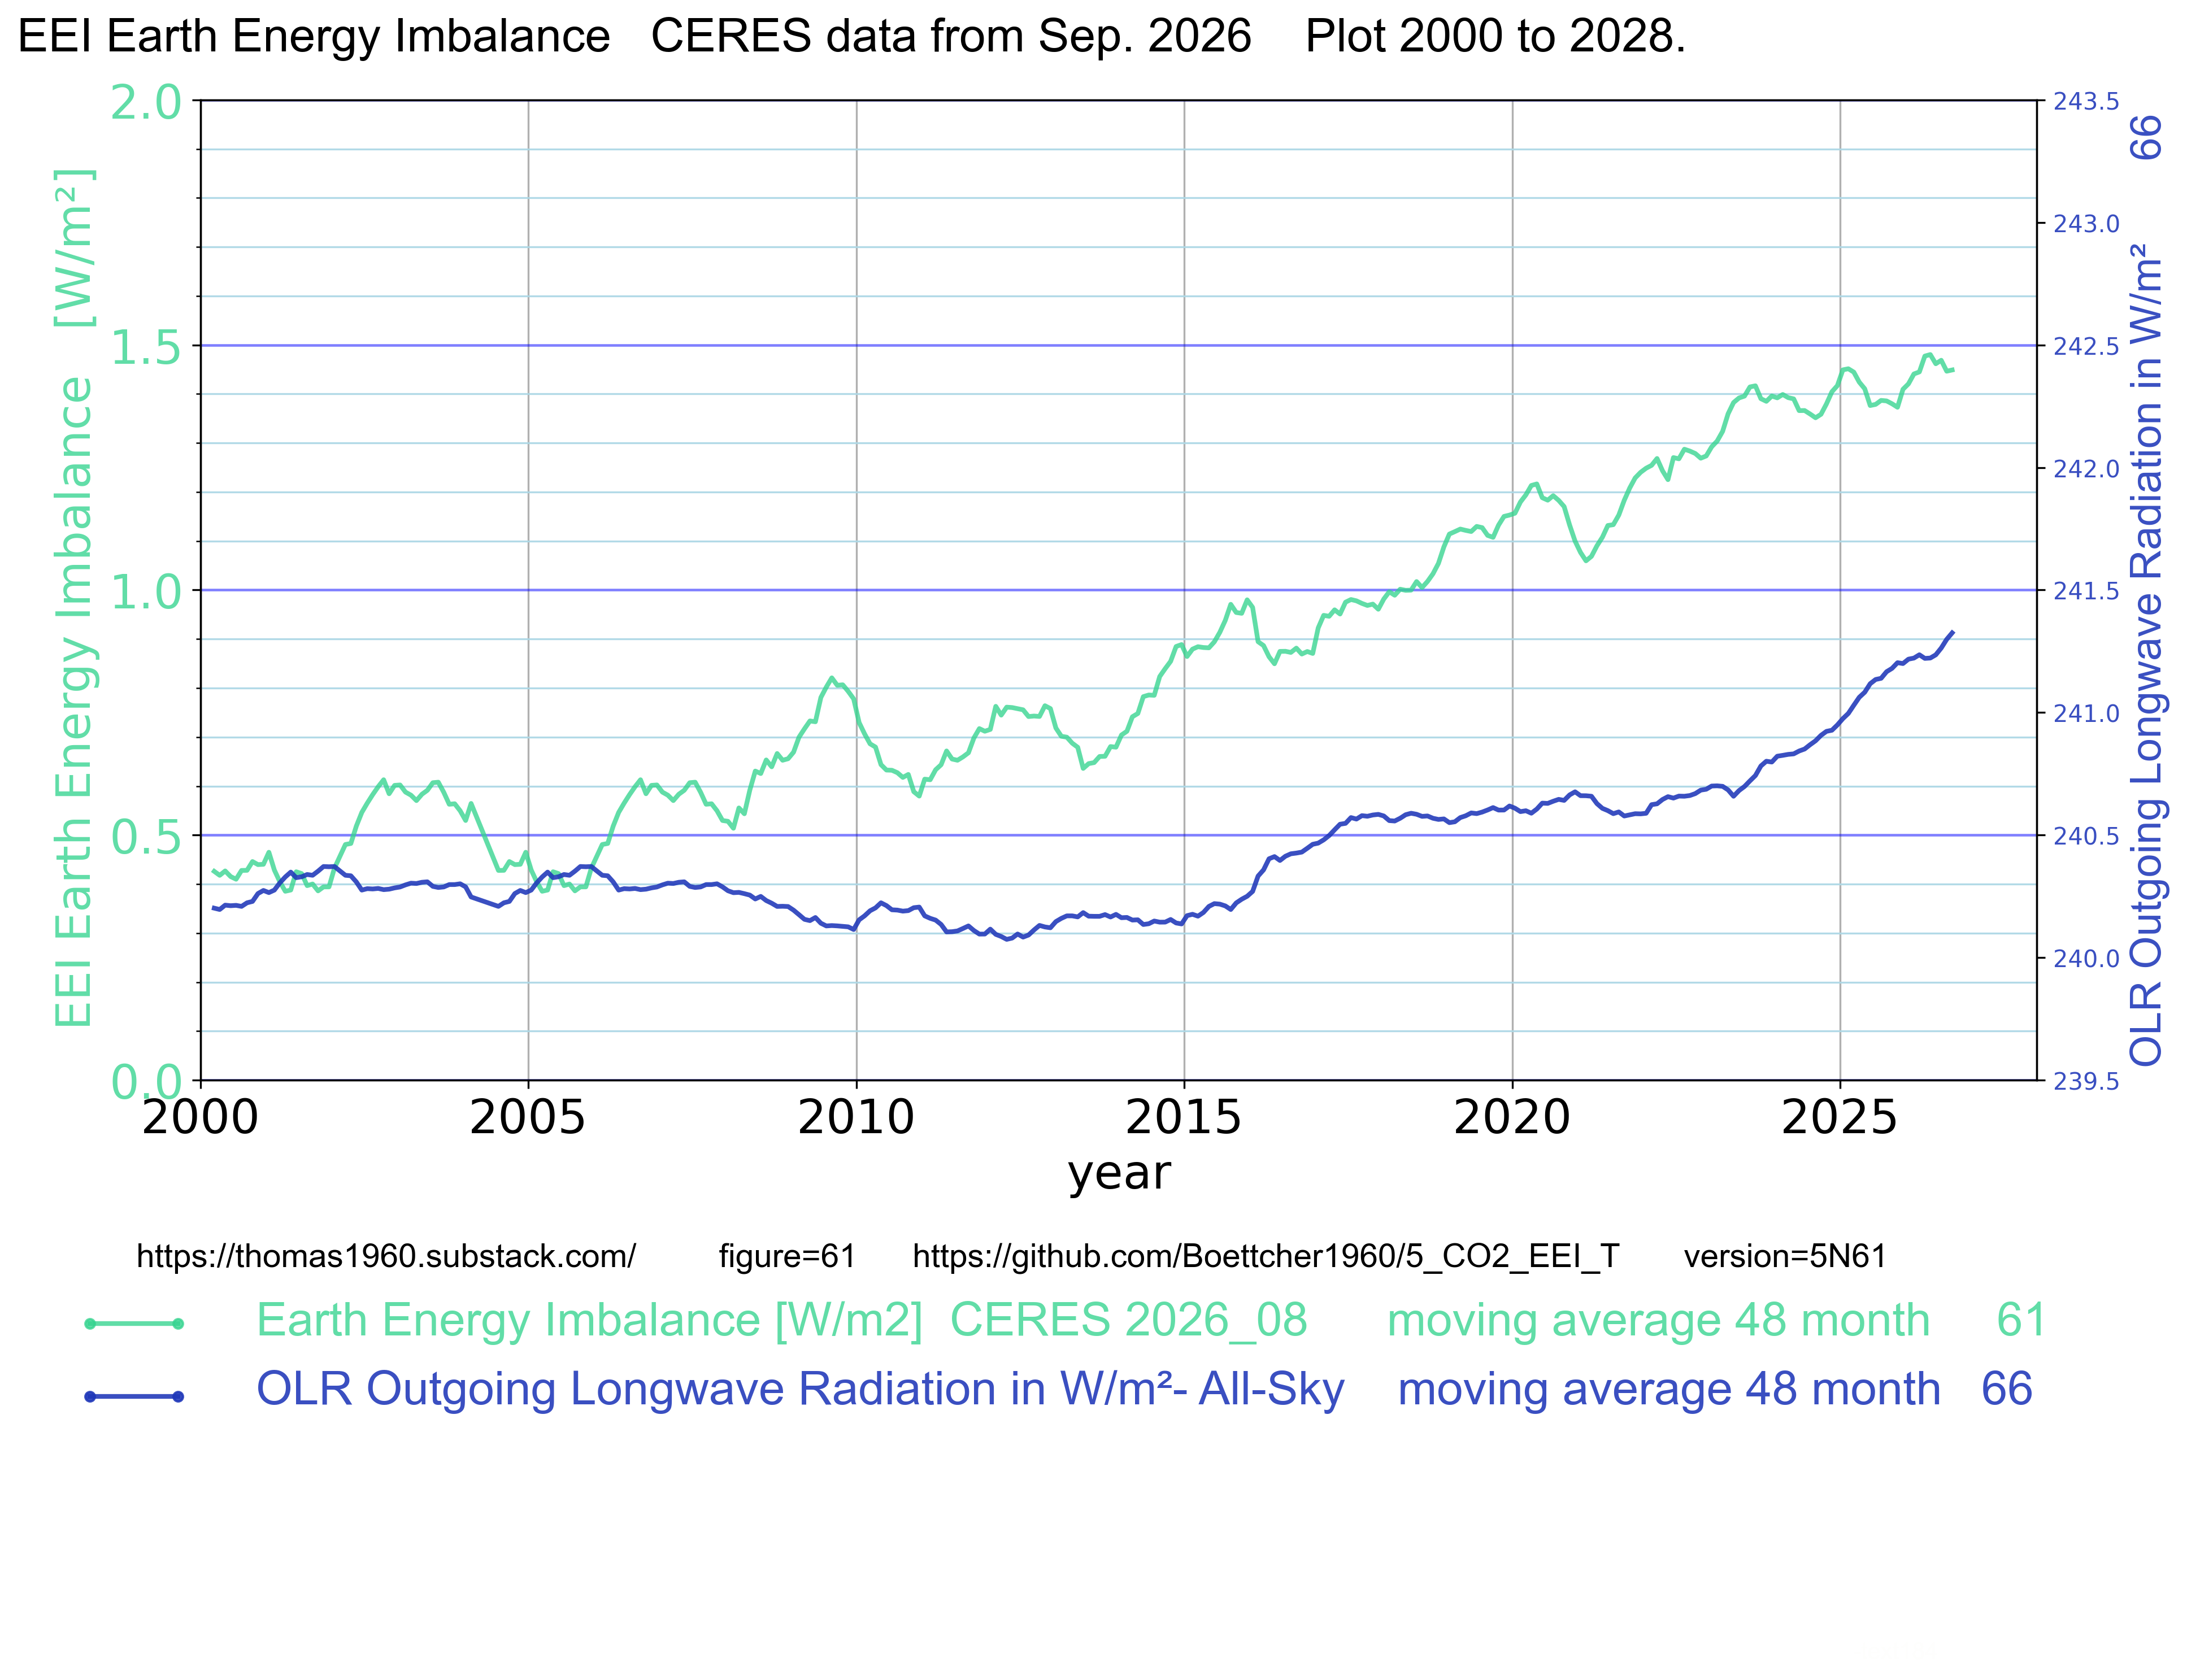 EEI Earth Energy Imbalance CERES data from Sep. 2026 Plot 2000 to 2028.
EEI Earth Energy Imbalance [W/m²]
2.0
1.5
1.0
0.5
0.0
243.5
243.0
242.5
242.0
241.5
241.0
240.5
240.0
239.5
OLR Outgoing Longwave Radiation in W/m² 66
2000 2005 2010 2015 2020 2025
year
https://thomas1960.substack.com/ figure=61 https://github.com/Boettcher1960/5_CO2_EEI_T version=5N61
Earth Energy Imbalance [W/m2] CERES 2026_08 moving average 48 month 61
OLR Outgoing Longwave Radiation in W/m²- All-Sky moving average 48 month 66